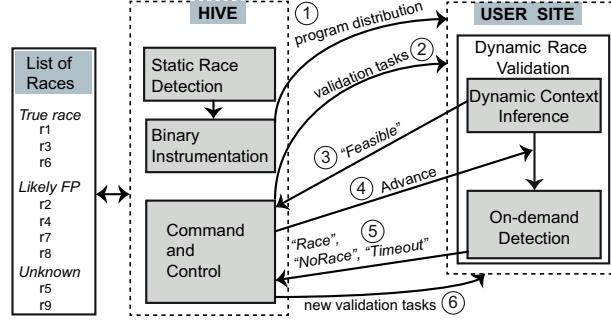 HIVE
USER SITE
List of
Races
True race
r1
r3
r6
Likely FP
r2
r4
r7
r8
Unknown
r5
r9
Static Race
Detection
Binary
Instrumentation
Command
and
Control
1
program distribution
validation tasks 2
3 "Feasible"
4 Advance
"Race", 5
"NoRace", "Timeout"
new validation tasks 6
Dynamic Race
Validation
Dynamic Context
Inference
On-demand
Detection